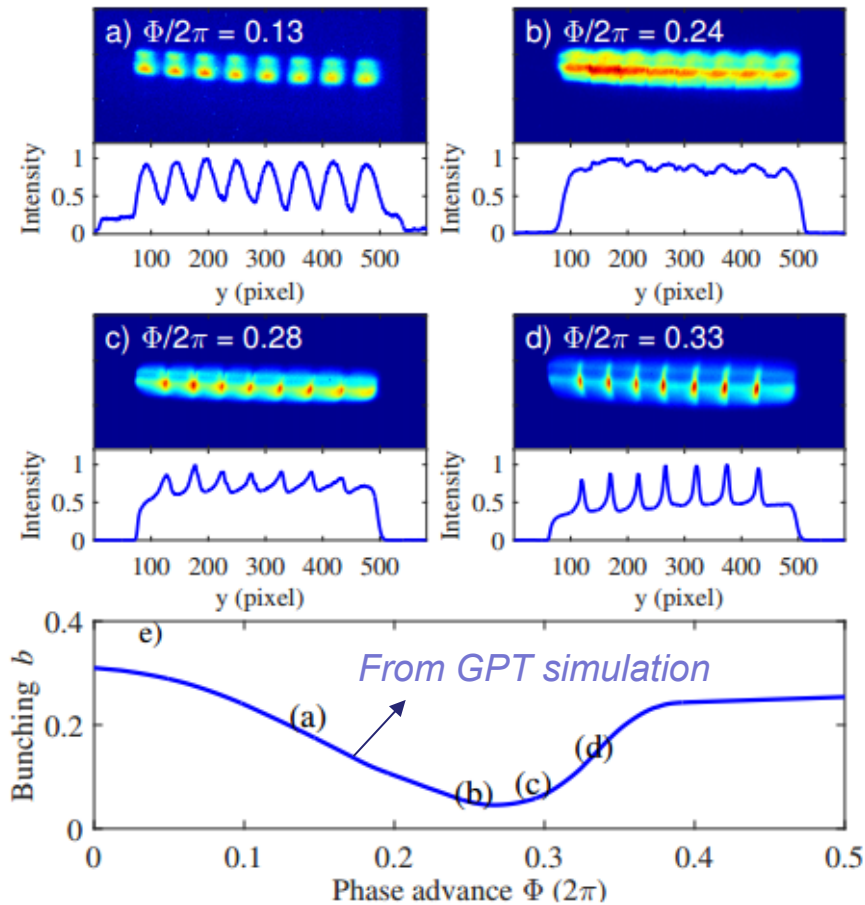 a) Φ/2π = 0.13
b) Φ/2π = 0.24
Intensity
1
0.5
0
100 200 300 400 500
y (pixel)
Intensity
1
0.5
0
100 200 300 400 500
y (pixel)
c) Φ/2π = 0.28
d) Φ/2π = 0.33
Intensity
1
0.5
0
100 200 300 400 500
y (pixel)
Intensity
1
0.5
0
100 200 300 400 500
y (pixel)
Bunching b
0.4
0.2
0
e)
From GPT simulation
(a)
(b)
(c)
(d)
0 0.1 0.2 0.3 0.4 0.5
Phase advance Φ (2π)